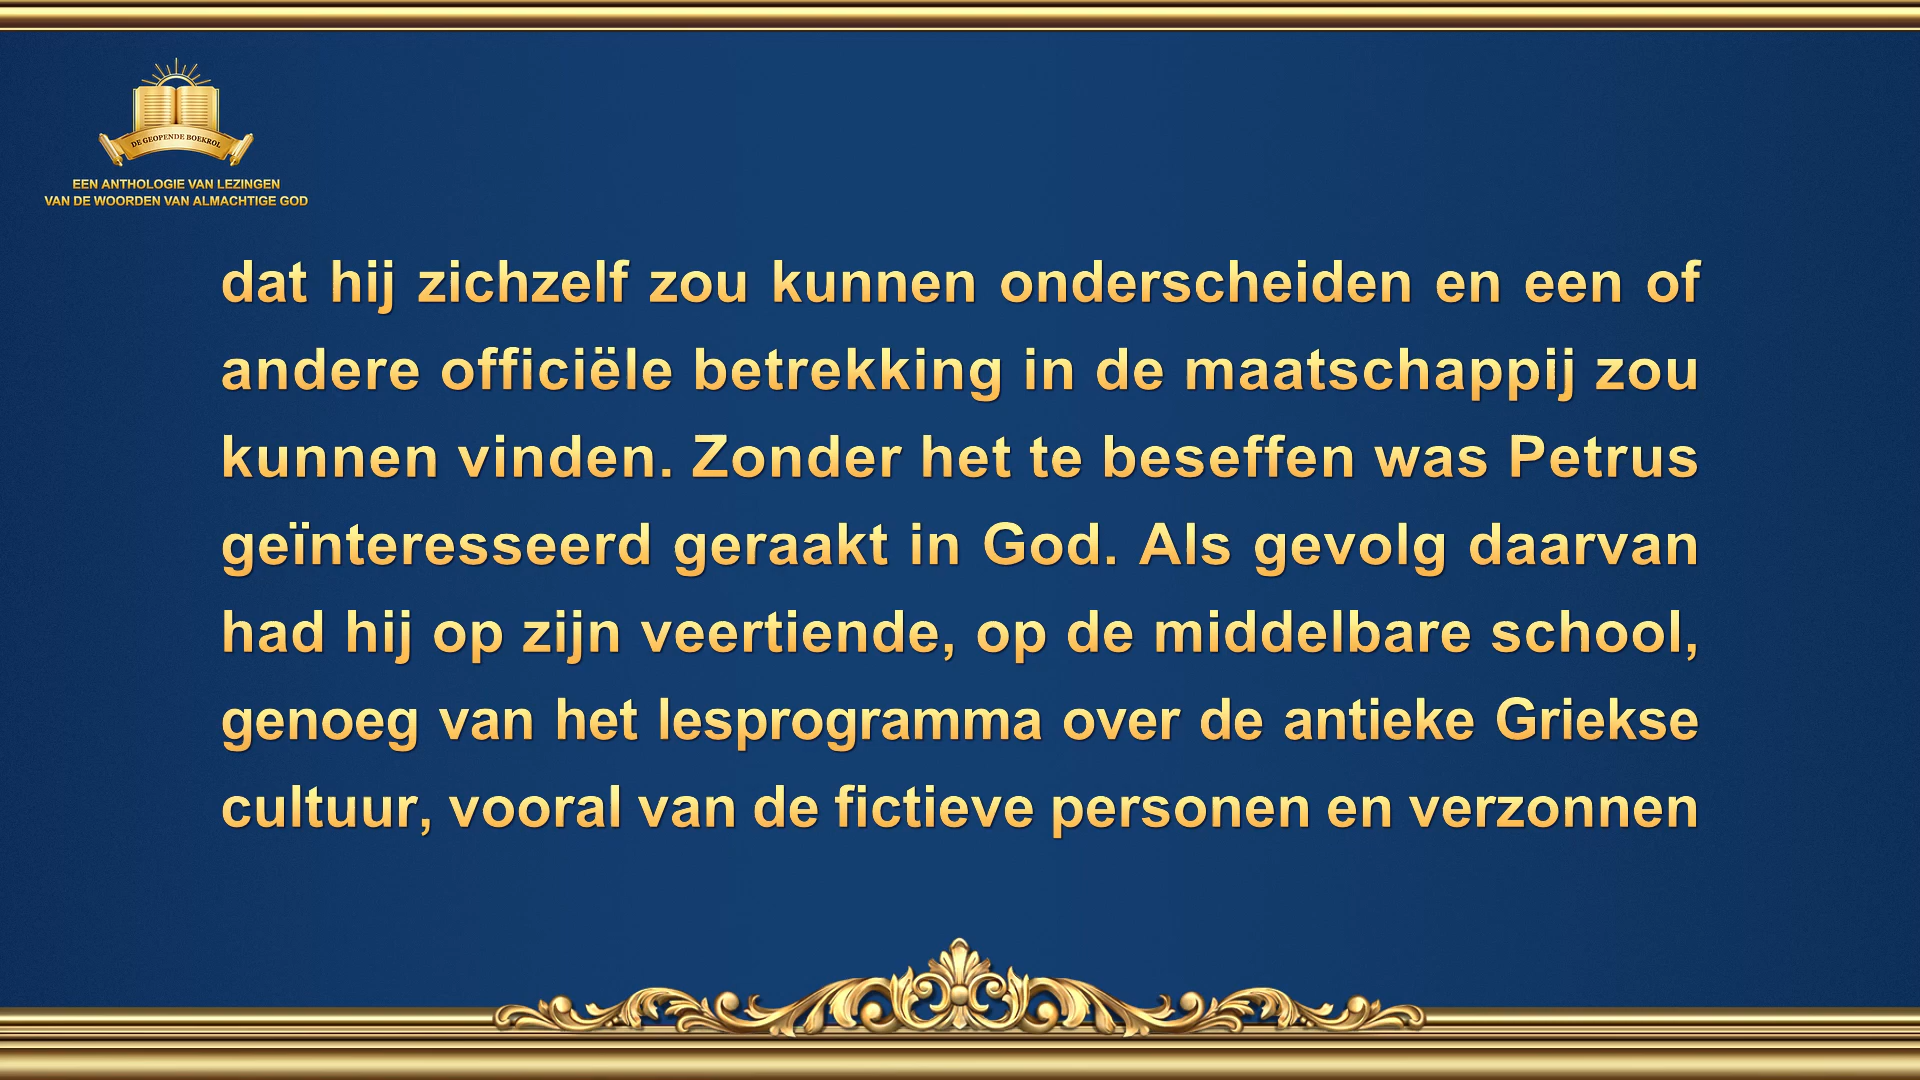 DE GEOPENDE BOEKROL
EEN ANTHOLOGIE VAN LEZINGEN
VAN DE WOORDEN VAN ALMACHTIGE GOD
dat hij zichzelf zou kunnen onderscheiden en een of
andere officiële betrekking in de maatschappij zou
kunnen vinden. Zonder het te beseffen was Petrus
geïnteresseerd geraakt in God. Als gevolg daarvan
had hij op zijn veertiende, op de middelbare school,
genoeg van het lesprogramma over de antieke Griekse
cultuur, vooral van de fictieve personen en verzonnen